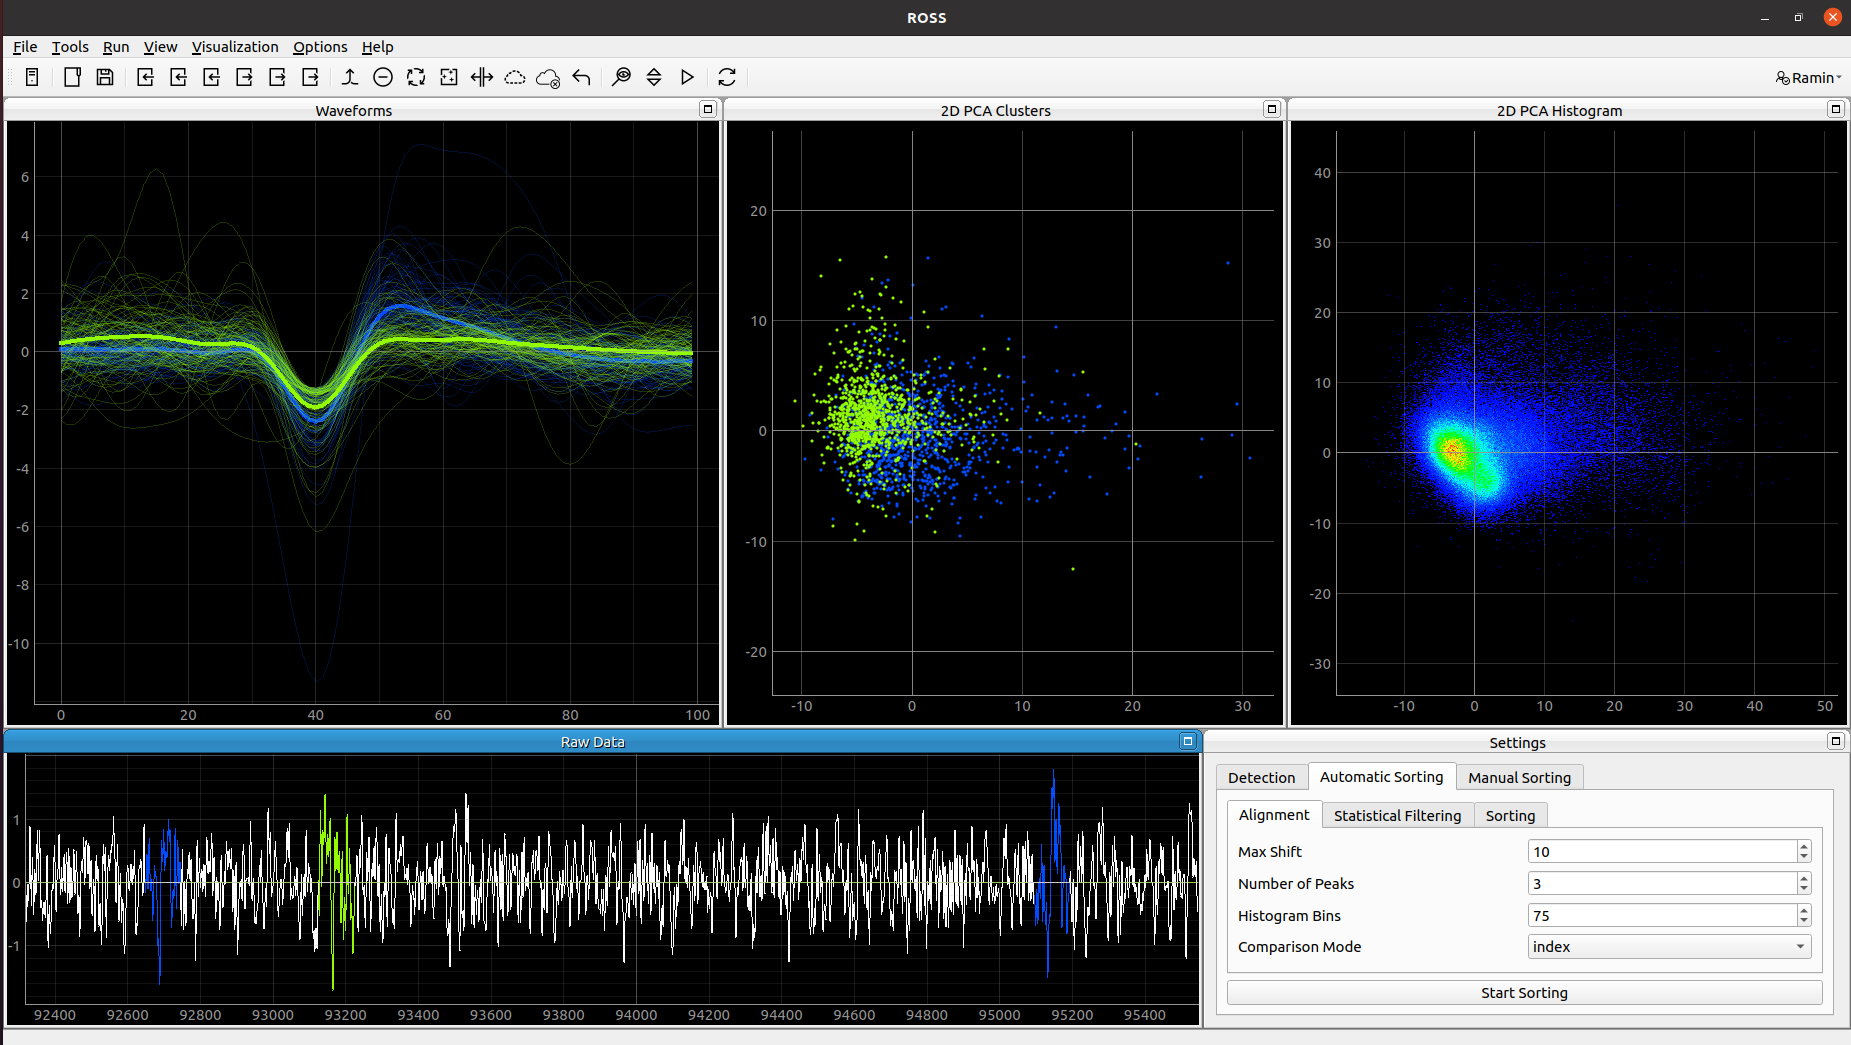 ROSS
File Tools Run View Visualization Options Help
Ramin
Waveforms
6
4
2
0
-2
-4
-6
-8
-10
0 20 40 60 80 100
2D PCA Clusters
20
10
0
-10
-20
-10 0 10 20 30
2D PCA Histogram
40
30
20
10
0
-10
-20
-30
-10 0 10 20 30 40 50
Raw Data
1
0
-1
92400 92600 92800 93000 93200 93400 93600 93800 94000 94200 94400 94600 94800 95000 95200 95400
Settings
Detection Automatic Sorting Manual Sorting
Alignment Statistical Filtering Sorting
Max Shift 10
Number of Peaks 3
Histogram Bins 75
Comparison Mode index
Start Sorting